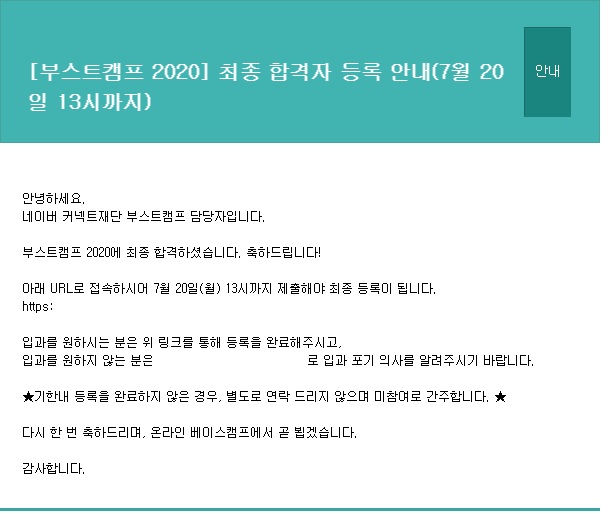 [부스트캠프 2020] 최종 합격자 등록 안내(7월 20
일 13시까지)
안내
안녕하세요.
네이버 커넥트재단 부스트캠프 담당자입니다.
부스트캠프 2020에 최종 합격하셨습니다. 축하드립니다!
아래 URL로 접속하시어 7월 20일(월) 13시까지 제출해야 최종 등록이 됩니다.
https:
입과를 원하시는 분은 위 링크를 통해 등록을 완료해주시고,
입과를 원하지 않는 분은 로 입과 포기 의사를 알려주시기 바랍니다.
★기한내 등록을 완료하지 않은 경우, 별도로 연락 드리지 않으며 미참여로 간주합니다. ★
다시 한 번 축하드리며, 온라인 베이스캠프에서 곧 뵙겠습니다.
감사합니다.